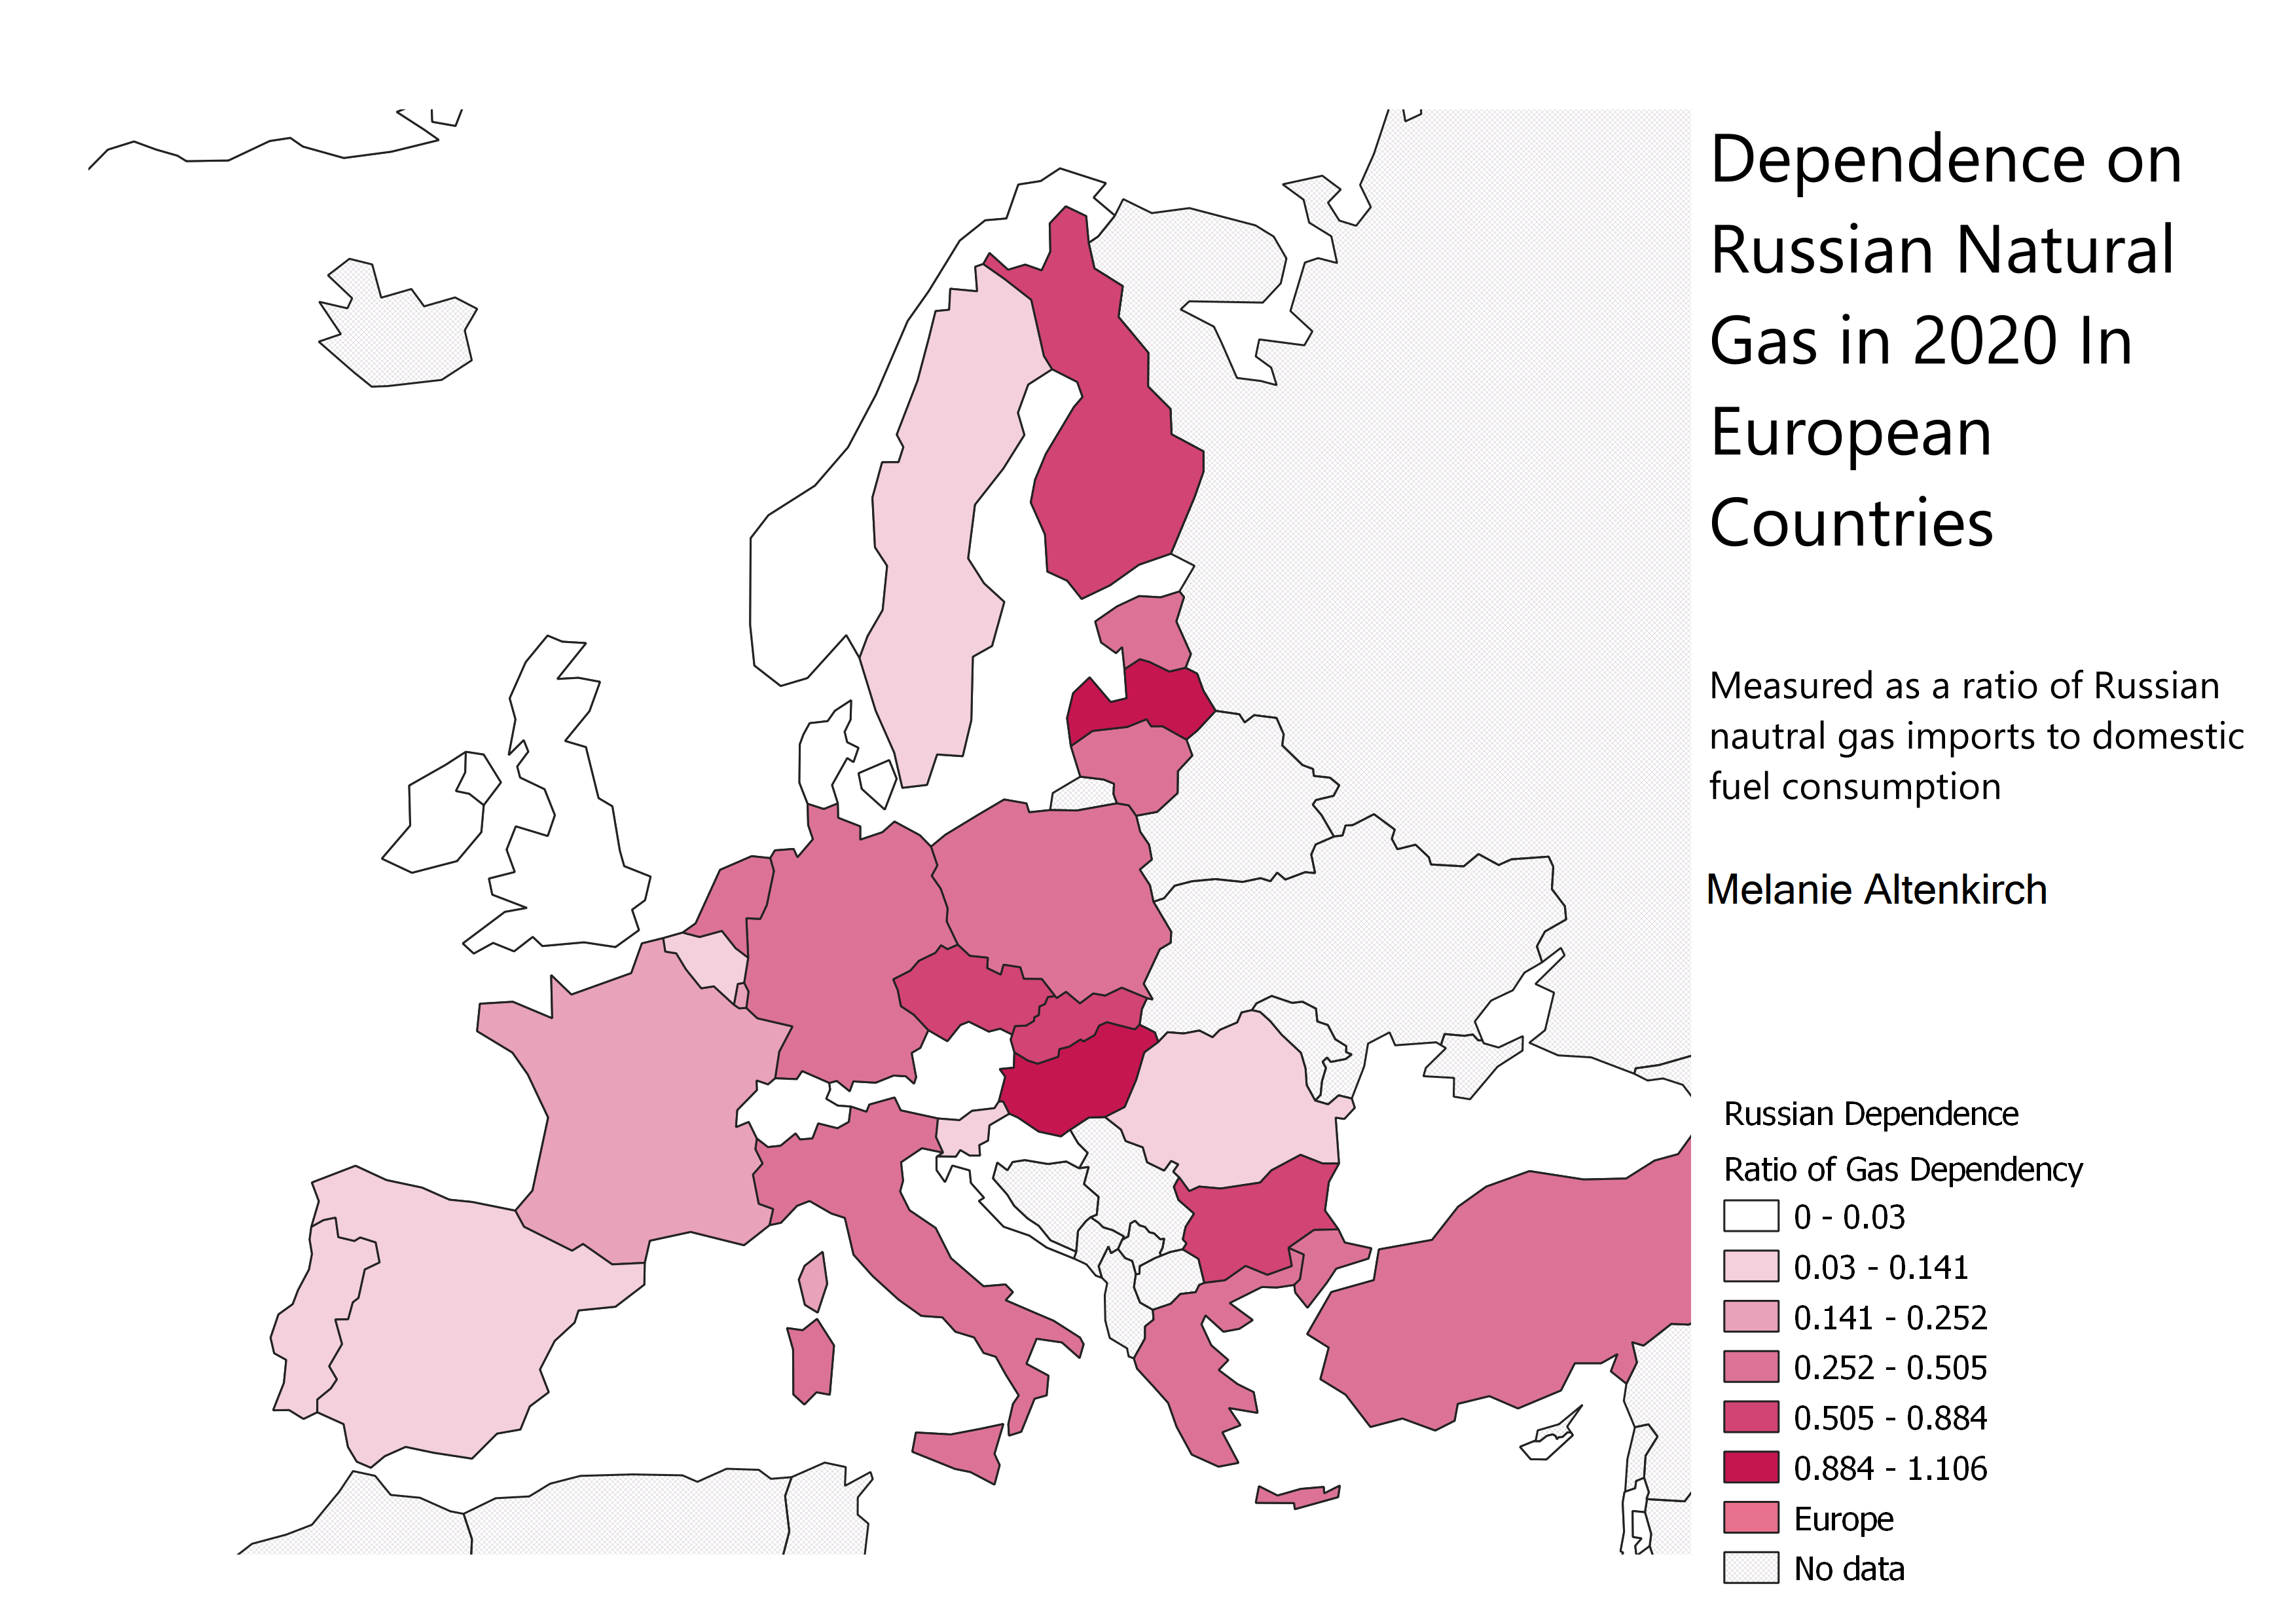 Dependence on
Russian Natural
Gas in 2020 In
European
Countries
Measured as a ratio of Russian
nautral gas imports to domestic
fuel consumption
Melanie Altenkirch
Russian Dependence
Ratio of Gas Dependency
0 - 0.03
0.03 - 0.141
0.141 - 0.252
0.252 - 0.505
0.505 - 0.884
0.884 - 1.106
Europe
No data